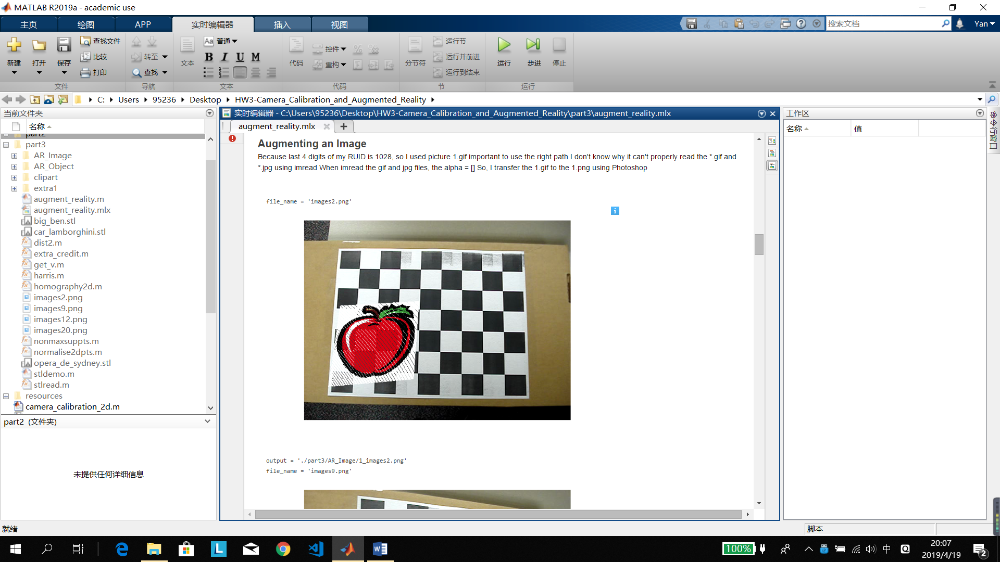 MATLAB R2019a - academic use
主页 绘图 APP 实时编辑器 插入 视图
搜索文档
Yan
新建
打开
保存
查找文件
比较
打印
文件
转至
查找
导航
文本
Aa 普通
B I U M
文本
代码
控件
重构
代码
分节符
运行节
运行并前进
运行到结束
节
运行
步进
停止
运行
C: Users 95236 Desktop HW3-Camera_Calibration_and_Augmented_Reality
当前文件夹
名称
part2
part3
AR_Image
AR_Object
clipart
extra1
augment_reality.m
augment_reality.mlx
big_ben.stl
car_lamborghini.stl
dist2.m
extra_credit.m
get_v.m
harris.m
homography2d.m
images2.png
images9.png
images12.png
images20.png
nonmaxsuppts.m
normalise2dpts.m
opera_de_sydney.stl
stldemo.m
stlread.m
resources
camera_calibration_2d.m
part2 (文件夹)
未提供任何详细信息
实时编辑器 - C:\Users\95236\Desktop\HW3-Camera_Calibration_and_Augmented_Reality\part3\augment_reality.mlx
augment_reality.mlx
Augmenting an Image
Because last 4 digits of my RUID is 1028, so I used picture 1.gif important to use the right path I don't know why it can't properly read the *.gif and
*.jpg using imread When imread the gif and jpg files, the alpha = [] So, I transfer the 1.gif to the 1.png using Photoshop
file_name = 'images2.png'
output = './part3/AR_Image/1_images2.png'
file_name = 'images9.png'
工作区
名称 值
命令行窗口
就绪
脚本
100%
中
20:07
2019/4/19
2